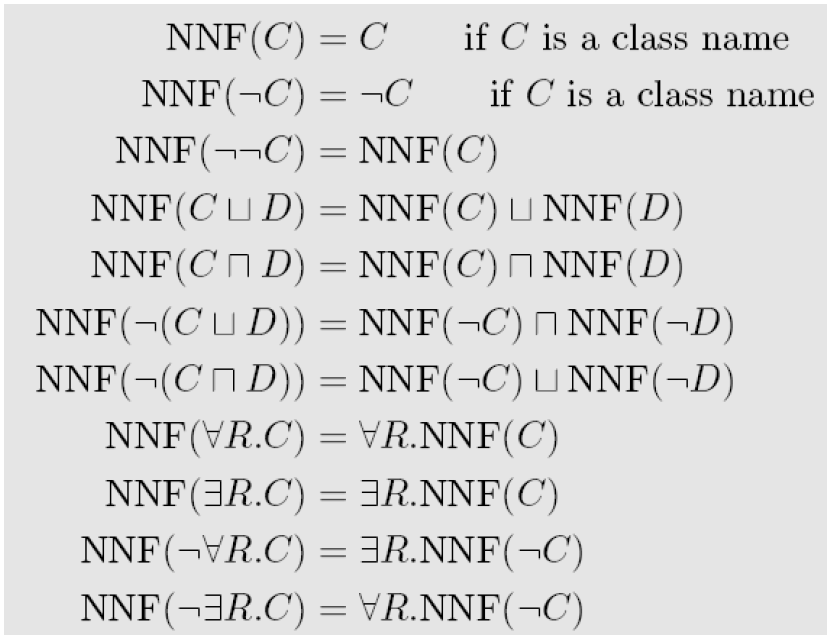 NNF(C) = C if C is a class name
NNF(¬C) = ¬C if C is a class name
NNF(¬¬C) = NNF(C)
NNF(C ⊔ D) = NNF(C) ⊔ NNF(D)
NNF(C ⊓ D) = NNF(C) ⊓ NNF(D)
NNF(¬(C ⊔ D)) = NNF(¬C) ⊓ NNF(¬D)
NNF(¬(C ⊓ D)) = NNF(¬C) ⊔ NNF(¬D)
NNF(∀R.C) = ∀R.NNF(C)
NNF(∃R.C) = ∃R.NNF(C)
NNF(¬∀R.C) = ∃R.NNF(¬C)
NNF(¬∃R.C) = ∀R.NNF(¬C)